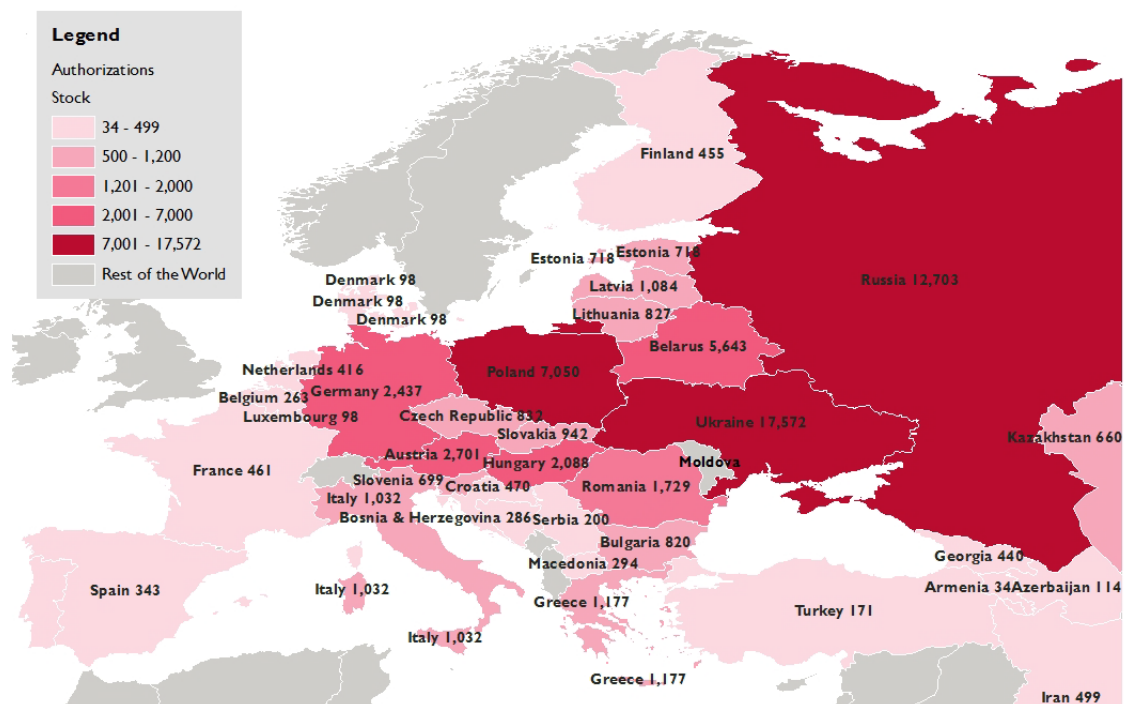 Legend
Authorizations
Stock
34 - 499
500 - 1,200
1,201 - 2,000
2,001 - 7,000
7,001 - 17,572
Rest of the World
Finland 455
Estonia 718
Estonia 718
Denmark 98
Russia 12,703
Latvia 1,084
Denmark 98
Lithuania 827
Denmark 98
Belarus 5,643
Netherlands 416
Poland 7,050
Germany 2,437
Belgium 263
Luxembourg 98
Czech Republic 832
Ukraine 17,572
Slovakia 942
Kazakhstan 660
Austria 2,701
Hungary 2,088
Moldova
France 461
Slovenia 699
Croatia 470
Romania 1,729
Italy 1,032
Bosnia & Herzegovina 286
Serbia 200
Bulgaria 820
Georgia 440
Macedonia 294
Spain 343
Italy 1,032
Armenia 34
Azerbaijan 114
Greece 1,177
Turkey 171
Italy 1,032
Greece 1,177
Iran 499